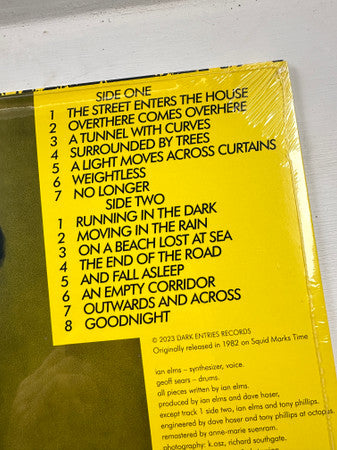 SIDE ONE
1 THE STREET ENTERS THE HOUSE
2 OVERTHERE COMES OVERHERE
3 A TUNNEL WITH CURVES
4 SURROUNDED BY TREES
5 A LIGHT MOVES ACROSS CURTAINS
6 WEIGHTLESS
7 NO LONGER
SIDE TWO
1 RUNNING IN THE DARK
2 MOVING IN THE RAIN
3 ON A BEACH LOST AT SEA
4 THE END OF THE ROAD
5 AND FALL ASLEEP
6 AN EMPTY CORRIDOR
7 OUTWARDS AND ACROSS
8 GOODNIGHT
© 2023 DARK ENTRIES RECORDS
Originally released in 1982 on Squid Marks Time
ian elms – synthesizer, voice.
geoff sears – drums.
all pieces written by ian elms.
produced by ian elms and dave hoser,
except track 1 side two, ian elms and tony phillips.
engineered by dave hoser and tony phillips at octopus.
remastered by anne-marie suenram.
photography: k.osz, richard southgate.